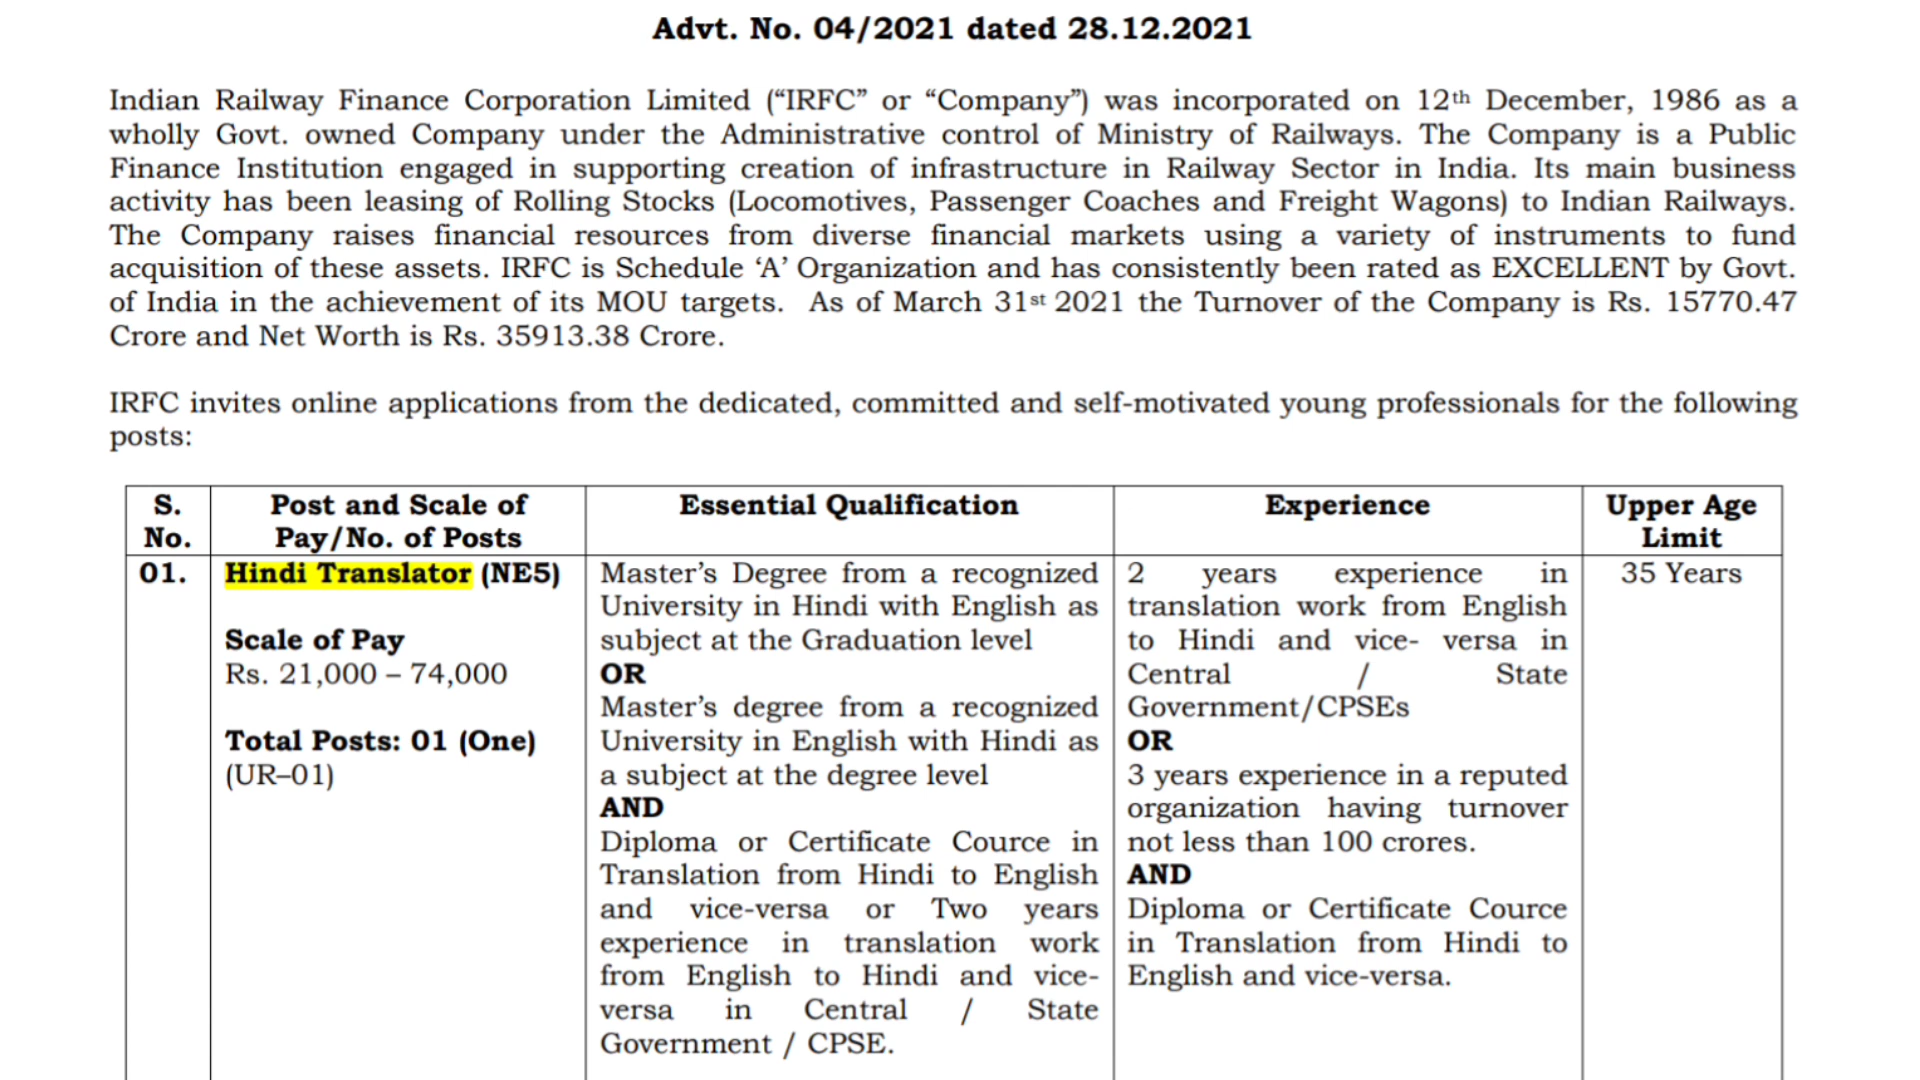 Advt. No. 04/2021 dated 28.12.2021
Indian Railway Finance Corporation Limited (“IRFC” or “Company”) was incorporated on 12th December, 1986 as a
wholly Govt. owned Company under the Administrative control of Ministry of Railways. The Company is a Public
Finance Institution engaged in supporting creation of infrastructure in Railway Sector in India. Its main business
activity has been leasing of Rolling Stocks (Locomotives, Passenger Coaches and Freight Wagons) to Indian Railways.
The Company raises financial resources from diverse financial markets using a variety of instruments to fund
acquisition of these assets. IRFC is Schedule ‘A’ Organization and has consistently been rated as EXCELLENT by Govt.
of India in the achievement of its MOU targets. As of March 31st 2021 the Turnover of the Company is Rs. 15770.47
Crore and Net Worth is Rs. 35913.38 Crore.
IRFC invites online applications from the dedicated, committed and self-motivated young professionals for the following
posts:
S.
No.
Post and Scale of
Pay/No. of Posts
Essential Qualification
Experience
Upper Age
Limit
01.
Hindi Translator (NE5)
Scale of Pay
Rs. 21,000 – 74,000
Total Posts: 01 (One)
(UR–01)
Master’s Degree from a recognized
University in Hindi with English as
subject at the Graduation level
OR
Master’s degree from a recognized
University in English with Hindi as
a subject at the degree level
AND
Diploma or Certificate Cource in
Translation from Hindi to English
and vice-versa or Two years
experience in translation work
from English to Hindi and vice-
versa in Central / State
Government / CPSE.
2 years experience in
translation work from English
to Hindi and vice- versa in
Central / State
Government/CPSEs
OR
3 years experience in a reputed
organization having turnover
not less than 100 crores.
AND
Diploma or Certificate Cource
in Translation from Hindi to
English and vice-versa.
35 Years